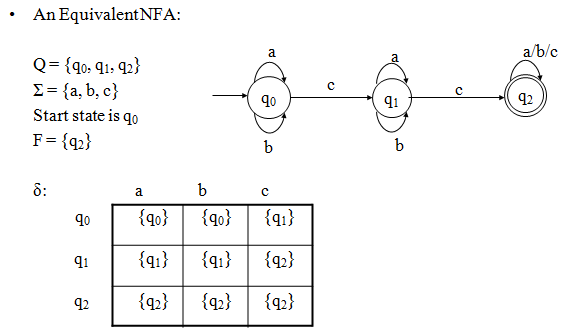 • An Equivalent NFA:
Q = {q0, q1, q2}
Σ = {a, b, c}
Start state is q0
F = {q2}
a
a
a/b/c
q0
c
q1
c
q2
b
b
δ: a b c
q0 {q0} {q0} {q1}
q1 {q1} {q1} {q2}
q2 {q2} {q2} {q2}